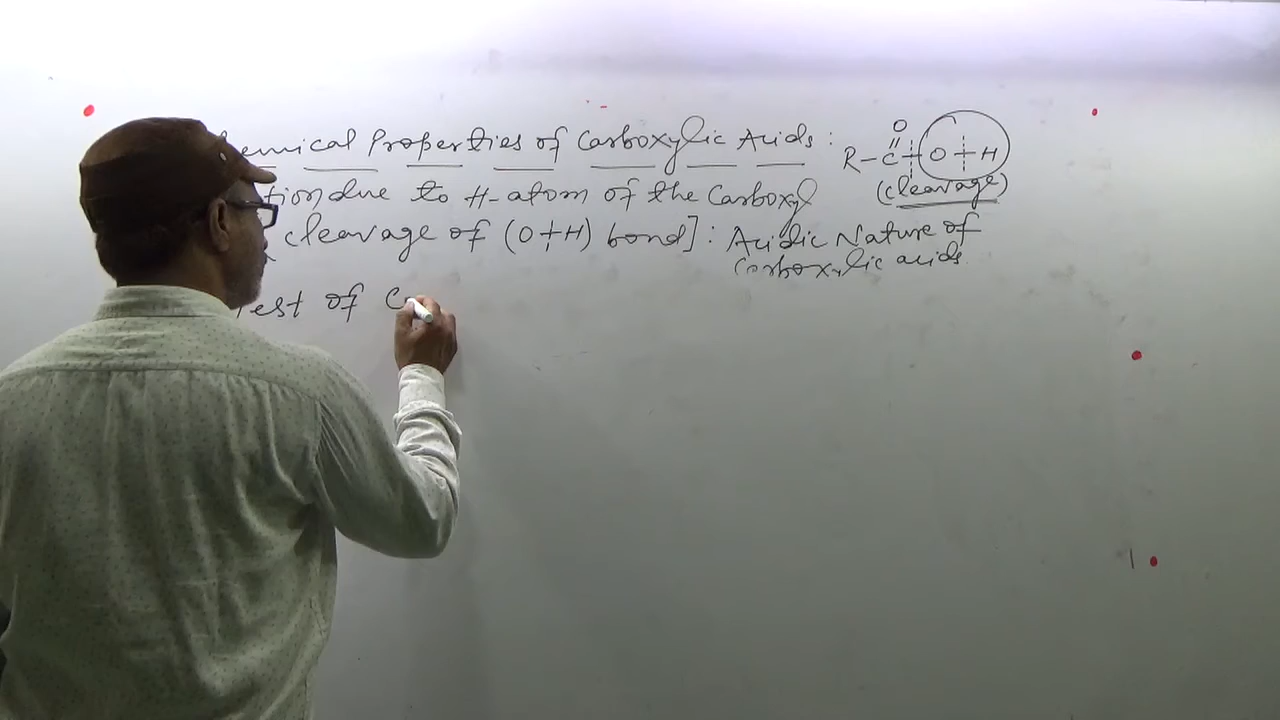 emical Properties of Carboxylic Acids :
O
R-C-O-H
(cleavage)
tion due to H-atom of the Carboxyl
cleavage of (O-H) bond] : Acidic Nature of
Carboxylic acids.
Test of C